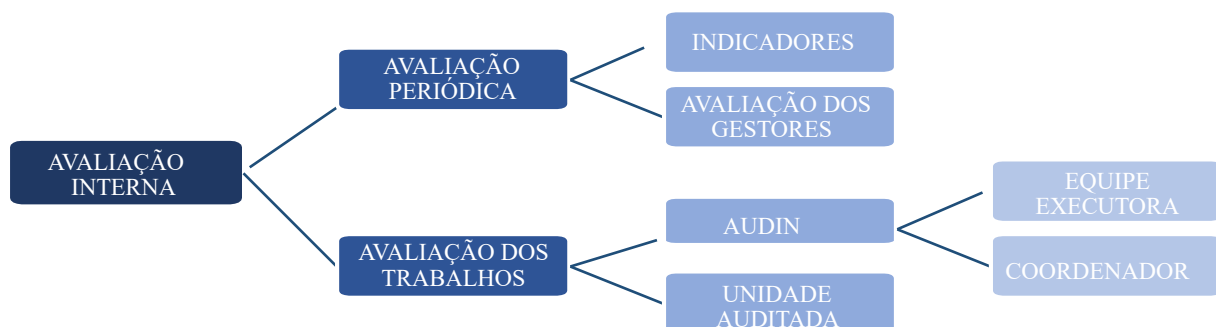 AVALIAÇÃO
INTERNA
AVALIAÇÃO
PERIÓDICA
INDICADORES
AVALIAÇÃO DOS
GESTORES
AVALIAÇÃO DOS
TRABALHOS
AUDIN
EQUIPE
EXECUTORA
COORDENADOR
UNIDADE
AUDITADA